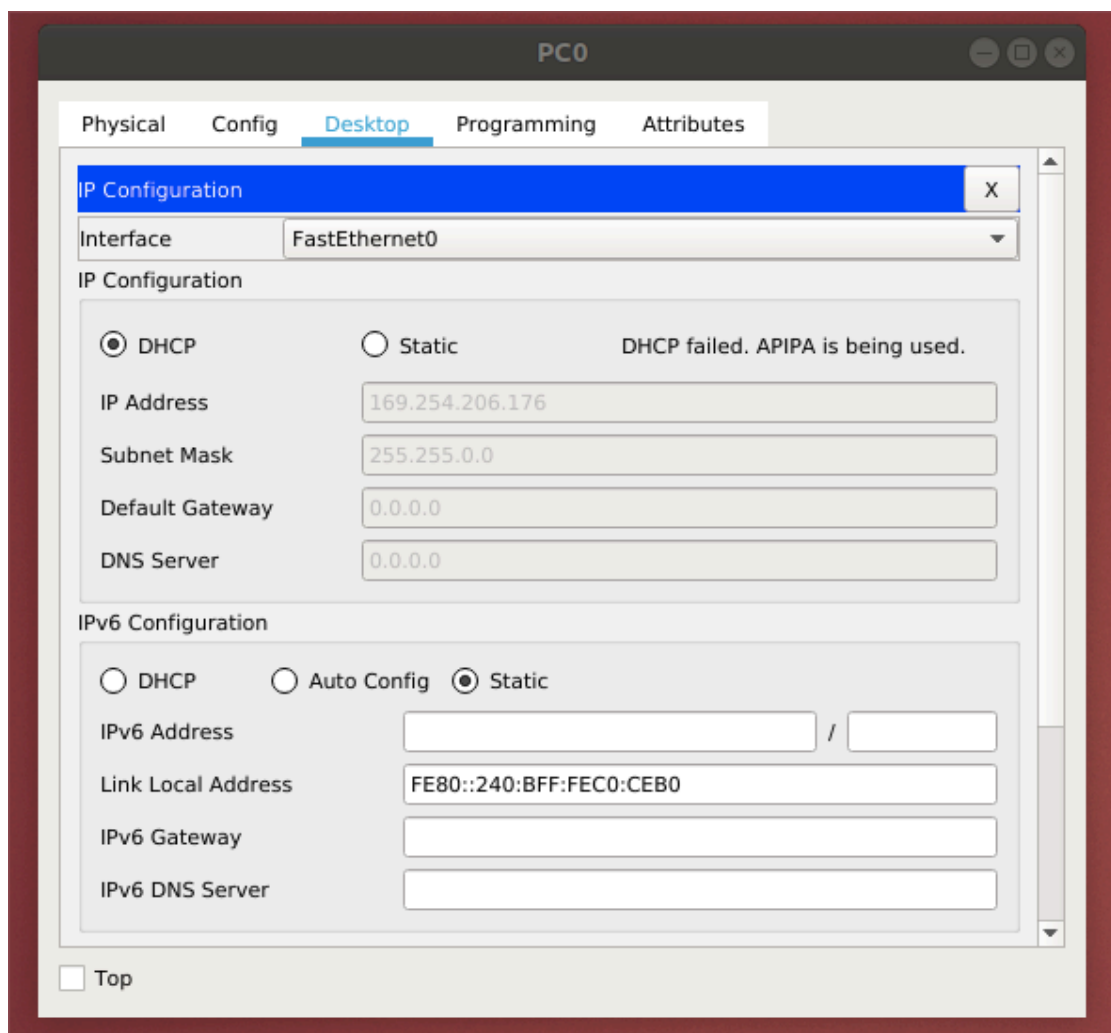 PC0
Physical Config Desktop Programming Attributes
IP Configuration X
Interface FastEthernet0
IP Configuration
DHCP Static DHCP failed. APIPA is being used.
IP Address 169.254.206.176
Subnet Mask 255.255.0.0
Default Gateway 0.0.0.0
DNS Server 0.0.0.0
IPv6 Configuration
DHCP Auto Config Static
IPv6 Address /
Link Local Address FE80::240:BFF:FEC0:CEB0
IPv6 Gateway
IPv6 DNS Server
Top